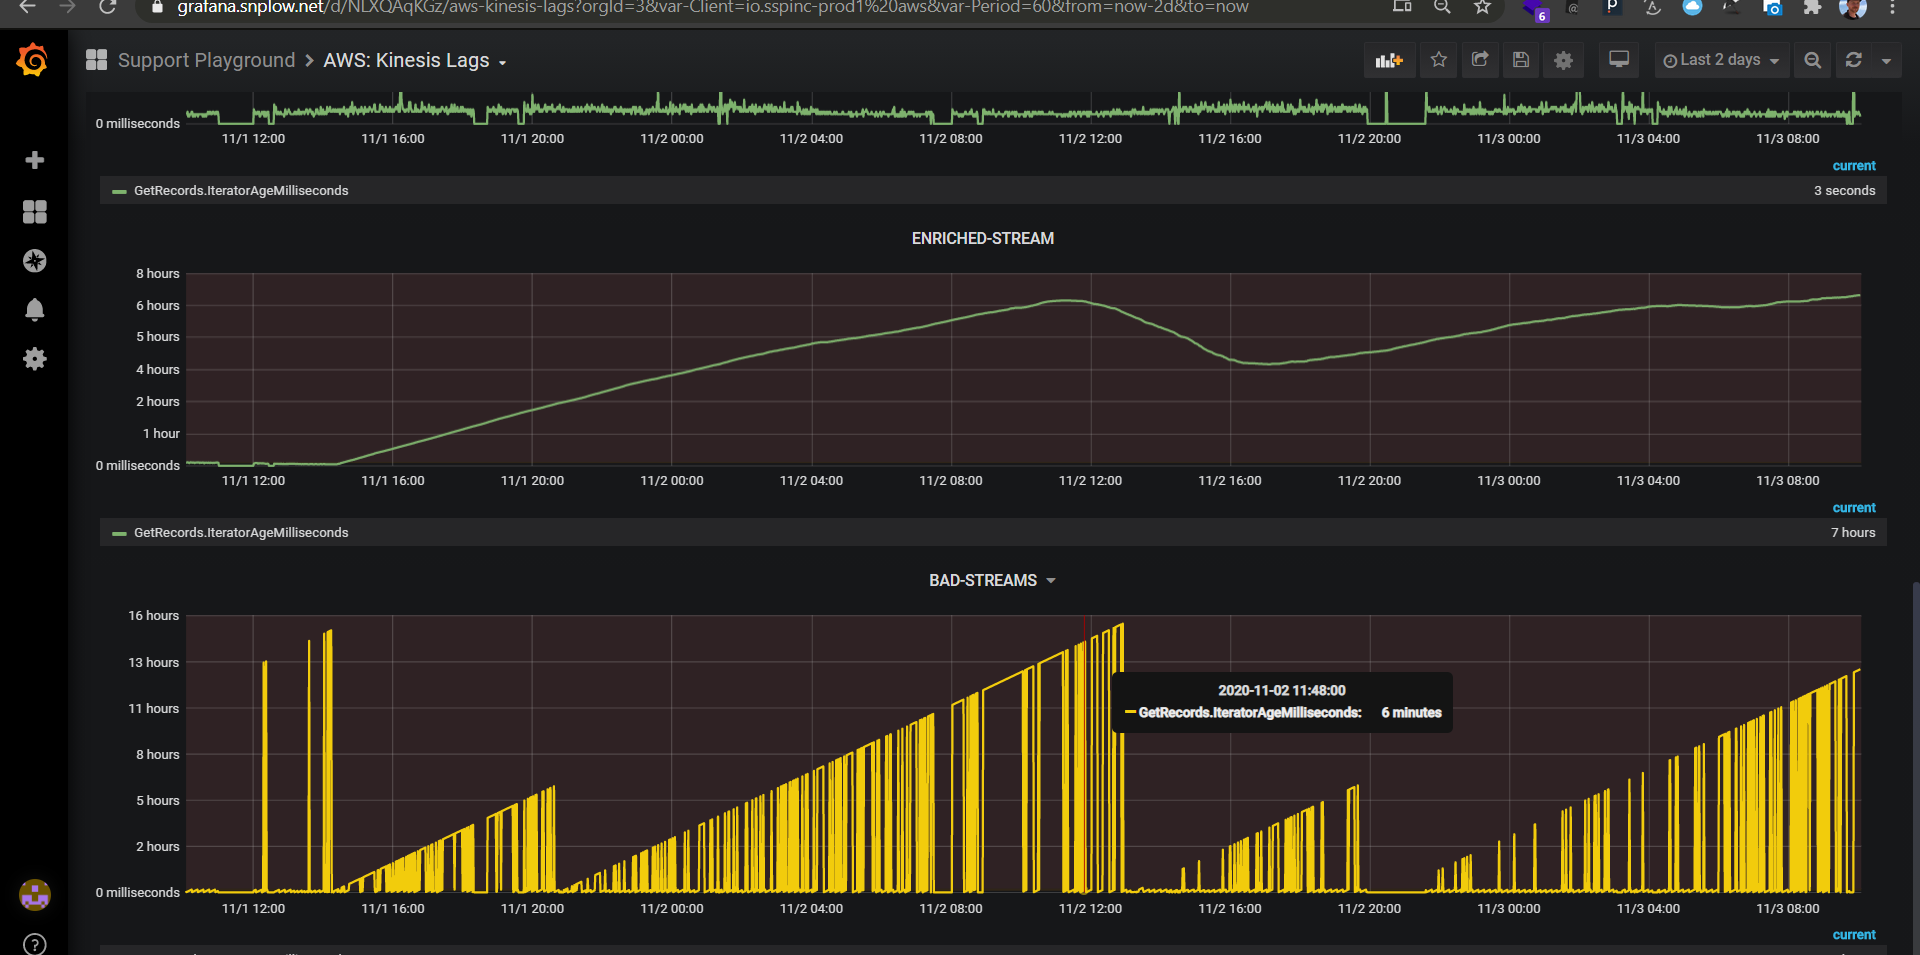 grafana.snplow.net/d/NLXQAqKGz/aws-kinesis-lags?orgId=3&var-Client=io.sspinc-prod1%20aws&var-Period=60&from=now-2d&to=now
6
Support Playground > AWS: Kinesis Lags
Last 2 days
0 milliseconds
11/1 12:00 11/1 16:00 11/1 20:00 11/2 00:00 11/2 04:00 11/2 08:00 11/2 12:00 11/2 16:00 11/2 20:00 11/3 00:00 11/3 04:00 11/3 08:00
current
GetRecords.IteratorAgeMilliseconds 3 seconds
ENRICHED-STREAM
8 hours
6 hours
5 hours
4 hours
2 hours
1 hour
0 milliseconds
11/1 12:00 11/1 16:00 11/1 20:00 11/2 00:00 11/2 04:00 11/2 08:00 11/2 12:00 11/2 16:00 11/2 20:00 11/3 00:00 11/3 04:00 11/3 08:00
current
GetRecords.IteratorAgeMilliseconds 7 hours
BAD-STREAMS
16 hours
13 hours
11 hours
8 hours
5 hours
2 hours
0 milliseconds
2020-11-02 11:48:00
GetRecords.IteratorAgeMilliseconds: 6 minutes
11/1 12:00 11/1 16:00 11/1 20:00 11/2 00:00 11/2 04:00 11/2 08:00 11/2 12:00 11/2 16:00 11/2 20:00 11/3 00:00 11/3 04:00 11/3 08:00
current